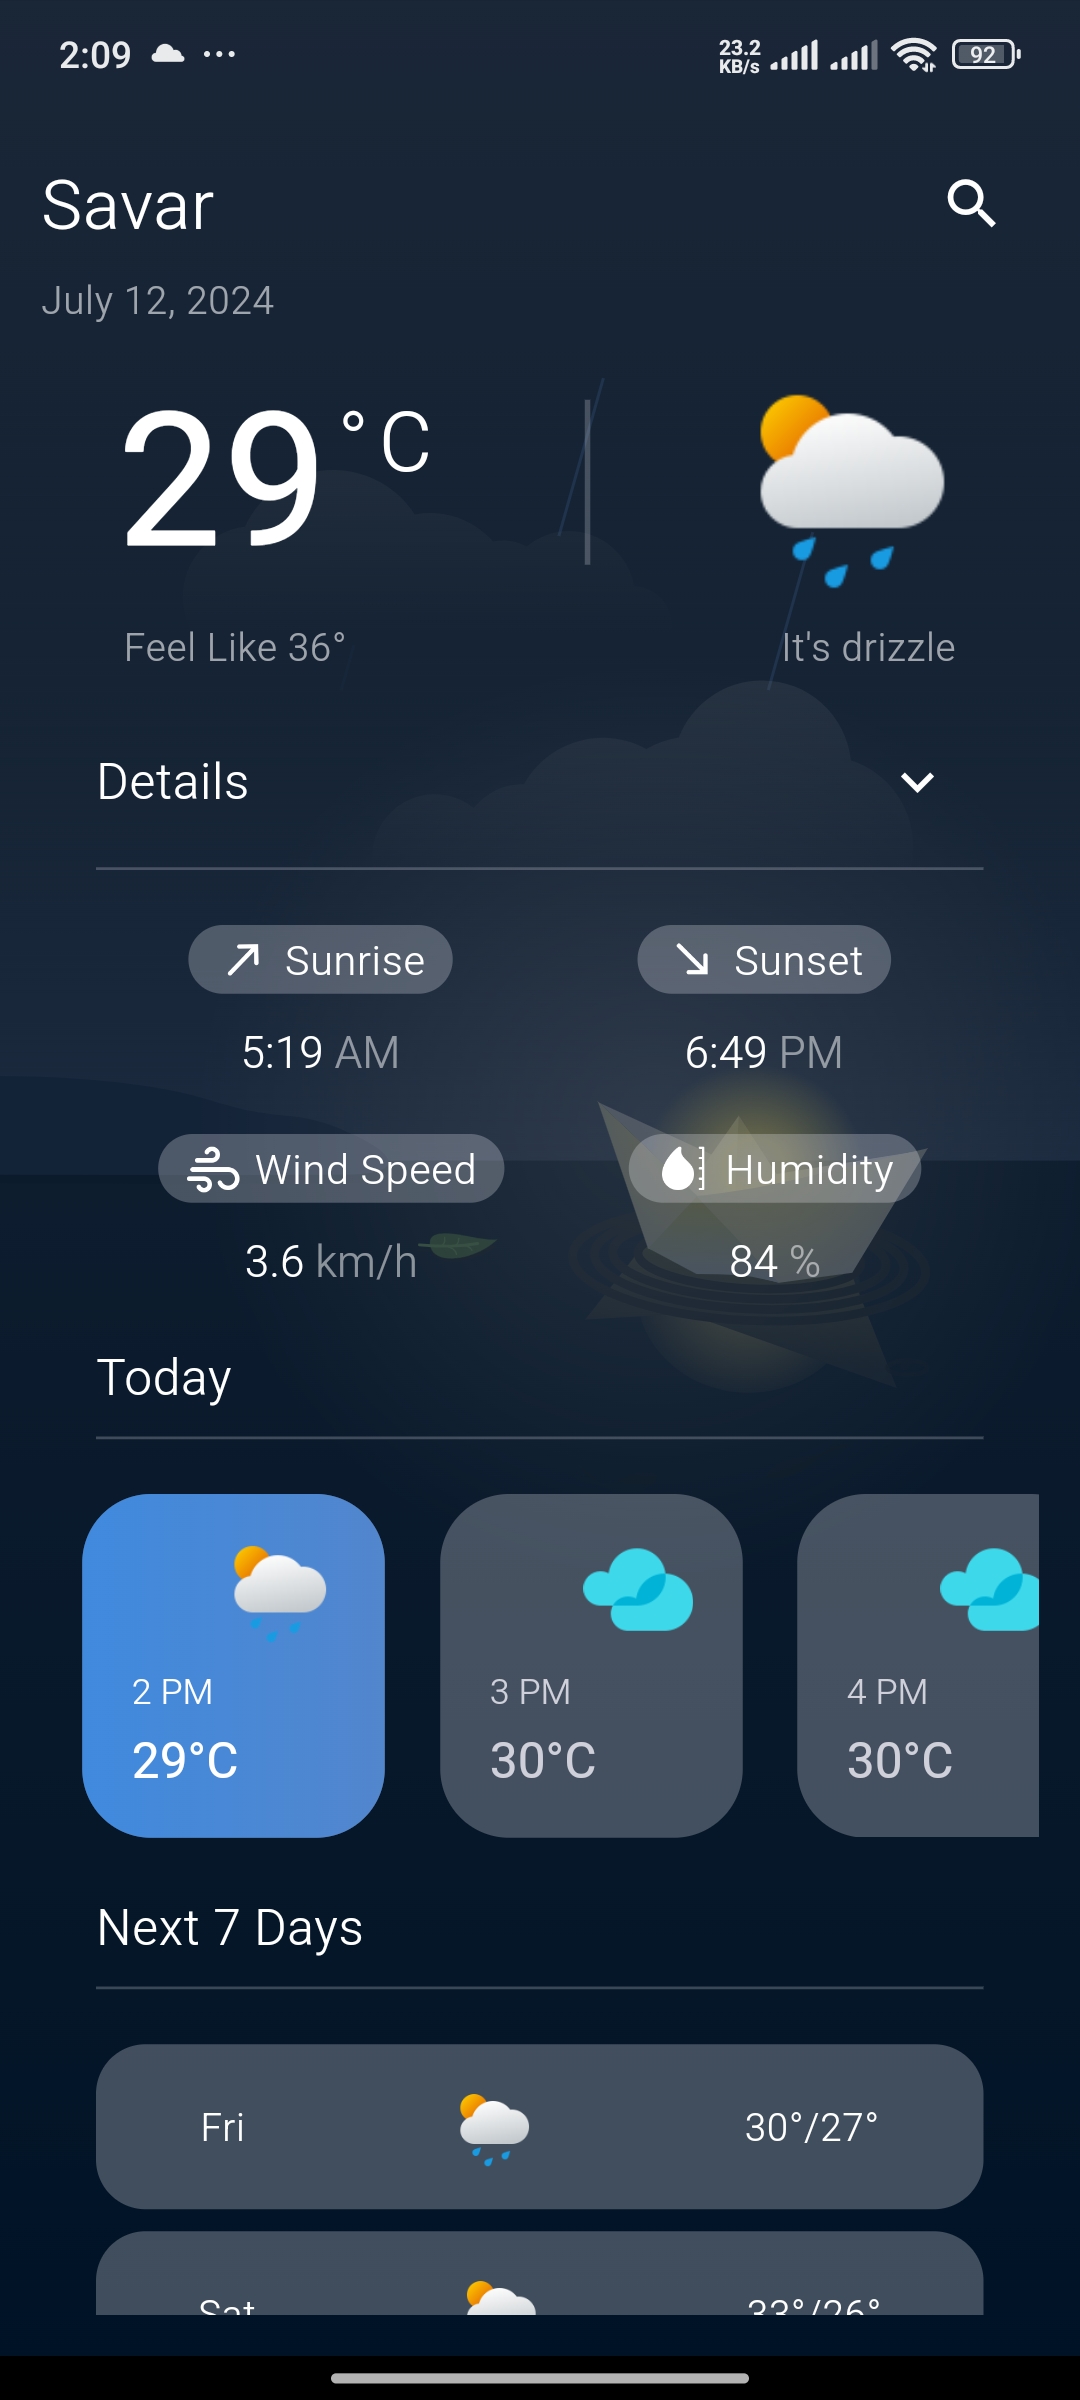 2:09 ... 23.2 KB/s 92
Savar
July 12, 2024
29 °C
Feel Like 36° It's drizzle
Details
Sunrise Sunset
5:19 AM 6:49 PM
Wind Speed Humidity
3.6 km/h 84 %
Today
2 PM 3 PM 4 PM
29°C 30°C 30°C
Next 7 Days
Fri 30°/27°
Sat 33°/26°